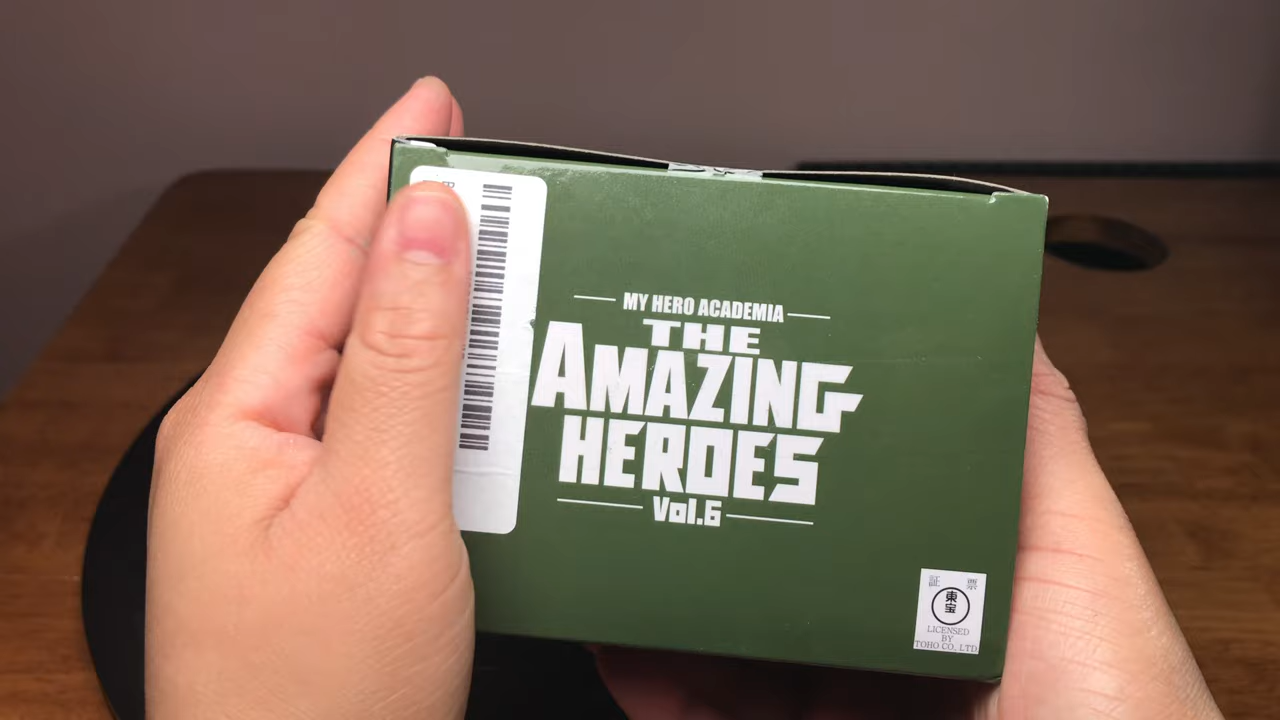 MY HERO ACADEMIA
THE
AMAZING
HEROES
Vol.6
証 票
東宝
LICENSED
BY
TOHO CO., LTD